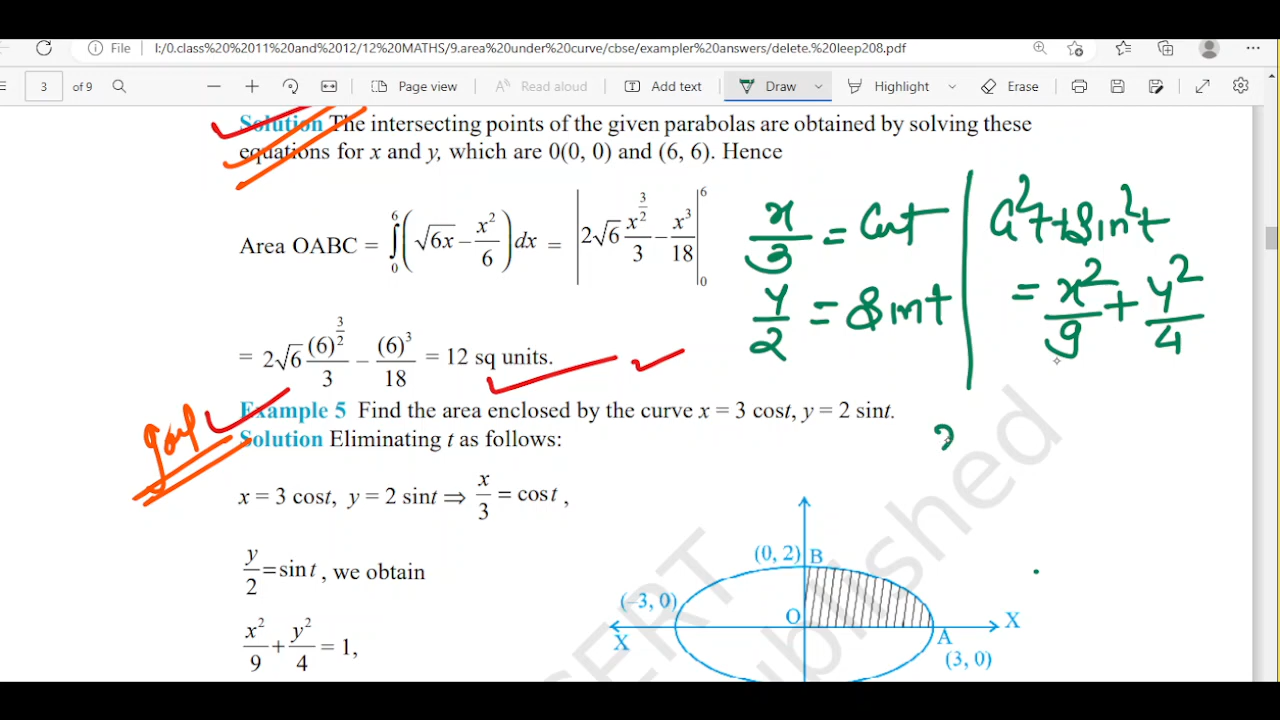 File I:/0.class%20%2011%20and%2012/12%20MATHS/9.area%20under%20curve/cbse/exampler%20answers/delete.%20leep208.pdf
3 of 9 Page view Read aloud Add text Draw Highlight Erase
Solution The intersecting points of the given parabolas are obtained by solving these
equations for x and y, which are 0(0, 0) and (6, 6). Hence
Area OABC = ∫₀⁶ (√6x − x²/6) dx = |2√6 x^(3/2)/3 − x³/18|₀⁶
= 2√6 (6)^(3/2)/3 − (6)³/18 = 12 sq units.
x/3 = Cost
y/2 = Sint
C²t+Sin²t
= x²/9 + y²/4
Example 5 Find the area enclosed by the curve x = 3 cost, y = 2 sint.
Solution Eliminating t as follows:
x = 3 cost, y = 2 sint ⇒ x/3 = cost ,
y/2 = sint , we obtain
x²/9 + y²/4 = 1,
(0, 2) B
(–3, 0)
O
X
X
A
(3, 0)
ERT
published